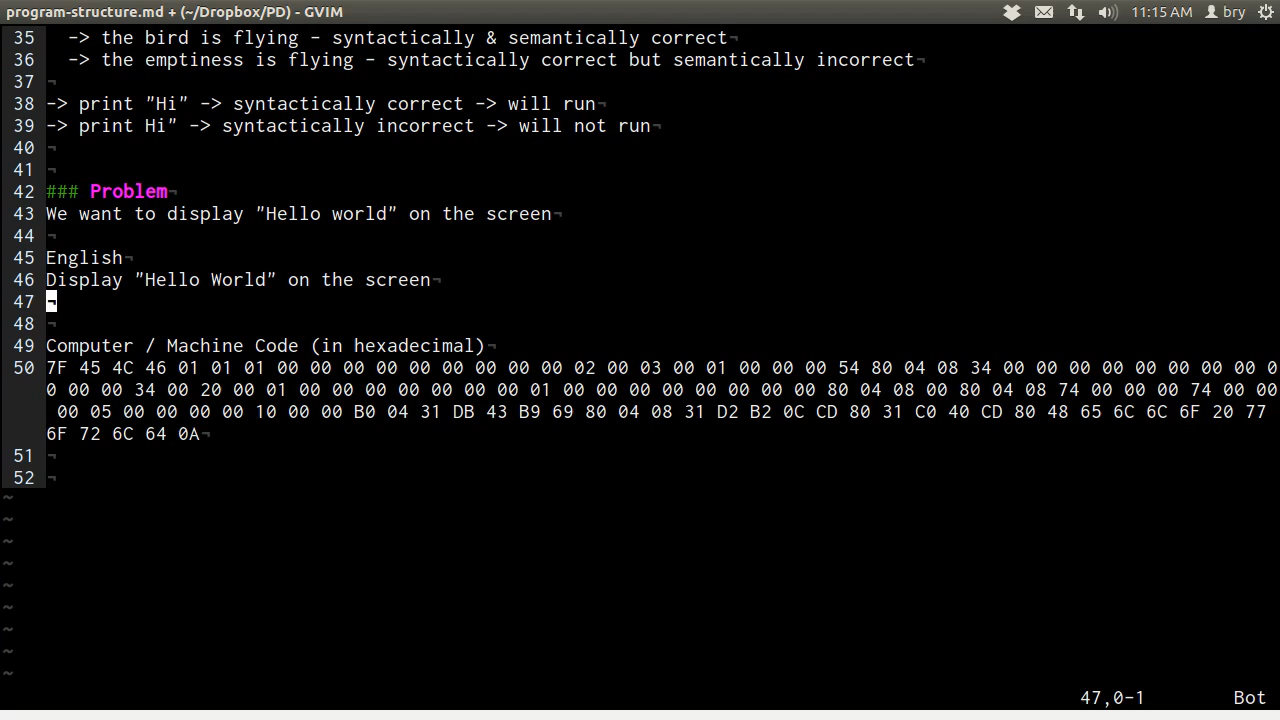 program-structure.md + (~/Dropbox/PD) - GVIM 11:15 AM bry
35 -> the bird is flying - syntactically & semantically correct¬
36 -> the emptiness is flying - syntactically correct but semantically incorrect¬
37 ¬
38 -> print "Hi" -> syntactically correct -> will run¬
39 -> print Hi" -> syntactically incorrect -> will not run¬
40 ¬
41 ¬
42 ### Problem¬
43 We want to display "Hello world" on the screen¬
44 ¬
45 English¬
46 Display "Hello World" on the screen¬
47 ¬
48 ¬
49 Computer / Machine Code (in hexadecimal)¬
50 7F 45 4C 46 01 01 01 00 00 00 00 00 00 00 00 00 02 00 03 00 01 00 00 00 54 80 04 08 34 00 00 00 00 00 00 00 0
0 00 00 34 00 20 00 01 00 00 00 00 00 00 00 01 00 00 00 00 00 00 00 00 80 04 08 00 80 04 08 74 00 00 00 74 00 00
00 05 00 00 00 00 10 00 00 B0 04 31 DB 43 B9 69 80 04 08 31 D2 B2 0C CD 80 31 C0 40 CD 80 48 65 6C 6C 6F 20 77
6F 72 6C 64 0A¬
51 ¬
52 ¬
~
~
~
~
~
~
~
~
~
47,0-1 Bot